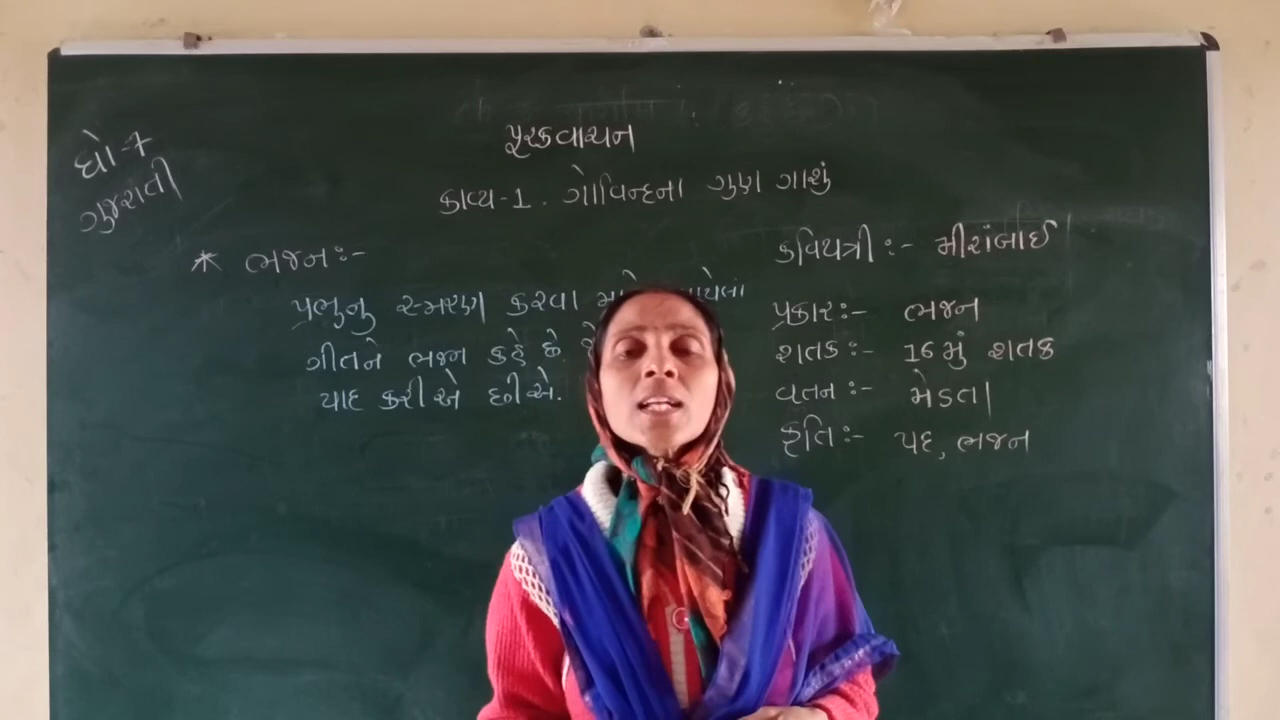 ધો-7
ગુજરાતી
પૂરકવાચન
કાવ્ય-1. ગોવિન્દના ગુણ ગાશું
* ભજનઃ-
પ્રભુનુ સ્મરણ કરવા
ગીતને ભજન કહે છે.
યાદ કરીએ છીએ.
કવિયત્રીઃ- મીરાંબાઈ
પ્રકારઃ- ભજન
શતકઃ- 16મું શતક
વતનઃ- મેડતા
કૃતિઃ- પદ, ભજન